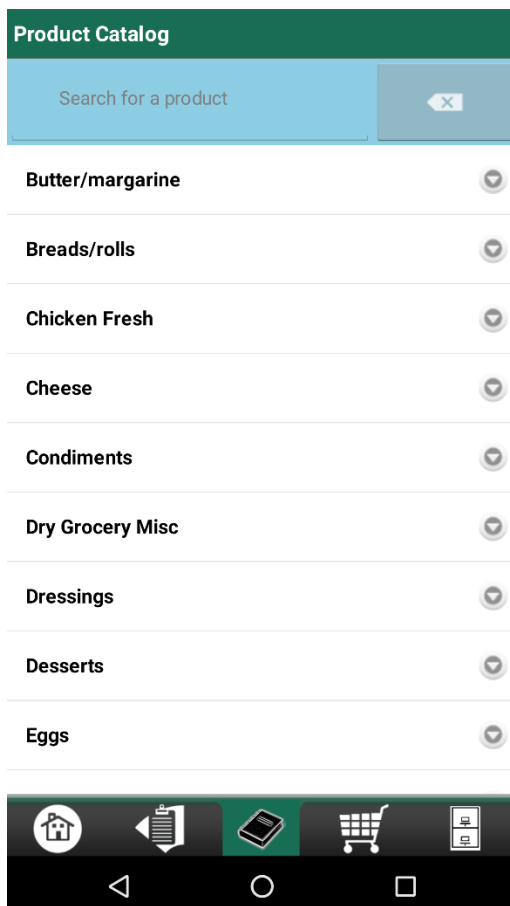 Product Catalog
Search for a product
Butter/margarine
Breads/rolls
Chicken Fresh
Cheese
Condiments
Dry Grocery Misc
Dressings
Desserts
Eggs